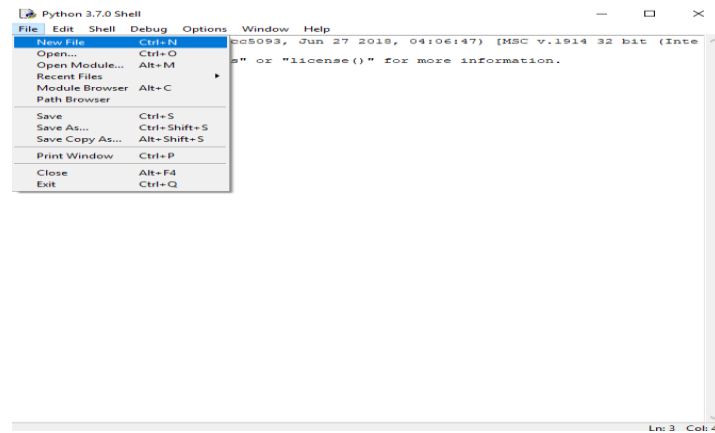 Python 3.7.0 Shell
File Edit Shell Debug Options Window Help
New File Ctrl+N
cc5093, Jun 27 2018, 04:06:47) [MSC v.1914 32 bit (Inte
Open... Ctrl+O
Open Module... Alt+M
s" or "license()" for more information.
Recent Files
Module Browser Alt+C
Path Browser
Save Ctrl+S
Save As... Ctrl+Shift+S
Save Copy As... Alt+Shift+S
Print Window Ctrl+P
Close Alt+F4
Exit Ctrl+Q
Ln: 3 Col: 4